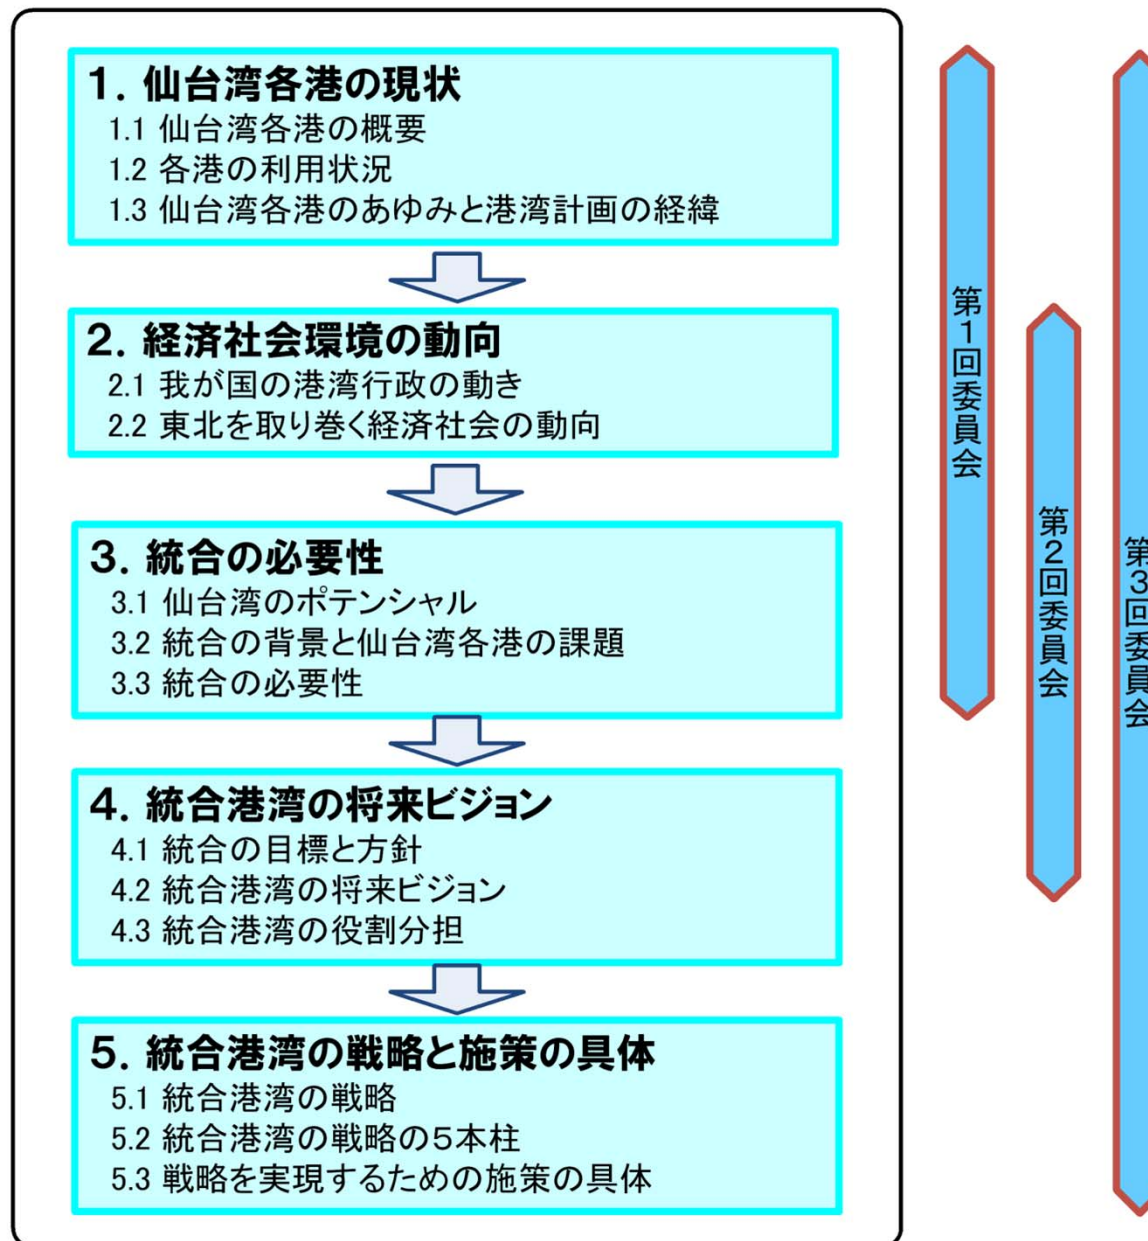 1. 仙台湾各港の現状
1.1 仙台湾各港の概要
1.2 各港の利用状況
1.3 仙台湾各港のあゆみと港湾計画の経緯
2. 経済社会環境の動向
2.1 我が国の港湾行政の動き
2.2 東北を取り巻く経済社会の動向
3. 統合の必要性
3.1 仙台湾のポテンシャル
3.2 統合の背景と仙台湾各港の課題
3.3 統合の必要性
4. 統合港湾の将来ビジョン
4.1 統合の目標と方針
4.2 統合港湾の将来ビジョン
4.3 統合港湾の役割分担
5. 統合港湾の戦略と施策の具体
5.1 統合港湾の戦略
5.2 統合港湾の戦略の5本柱
5.3 戦略を実現するための施策の具体
第1回委員会
第2回委員会
第3回委員会